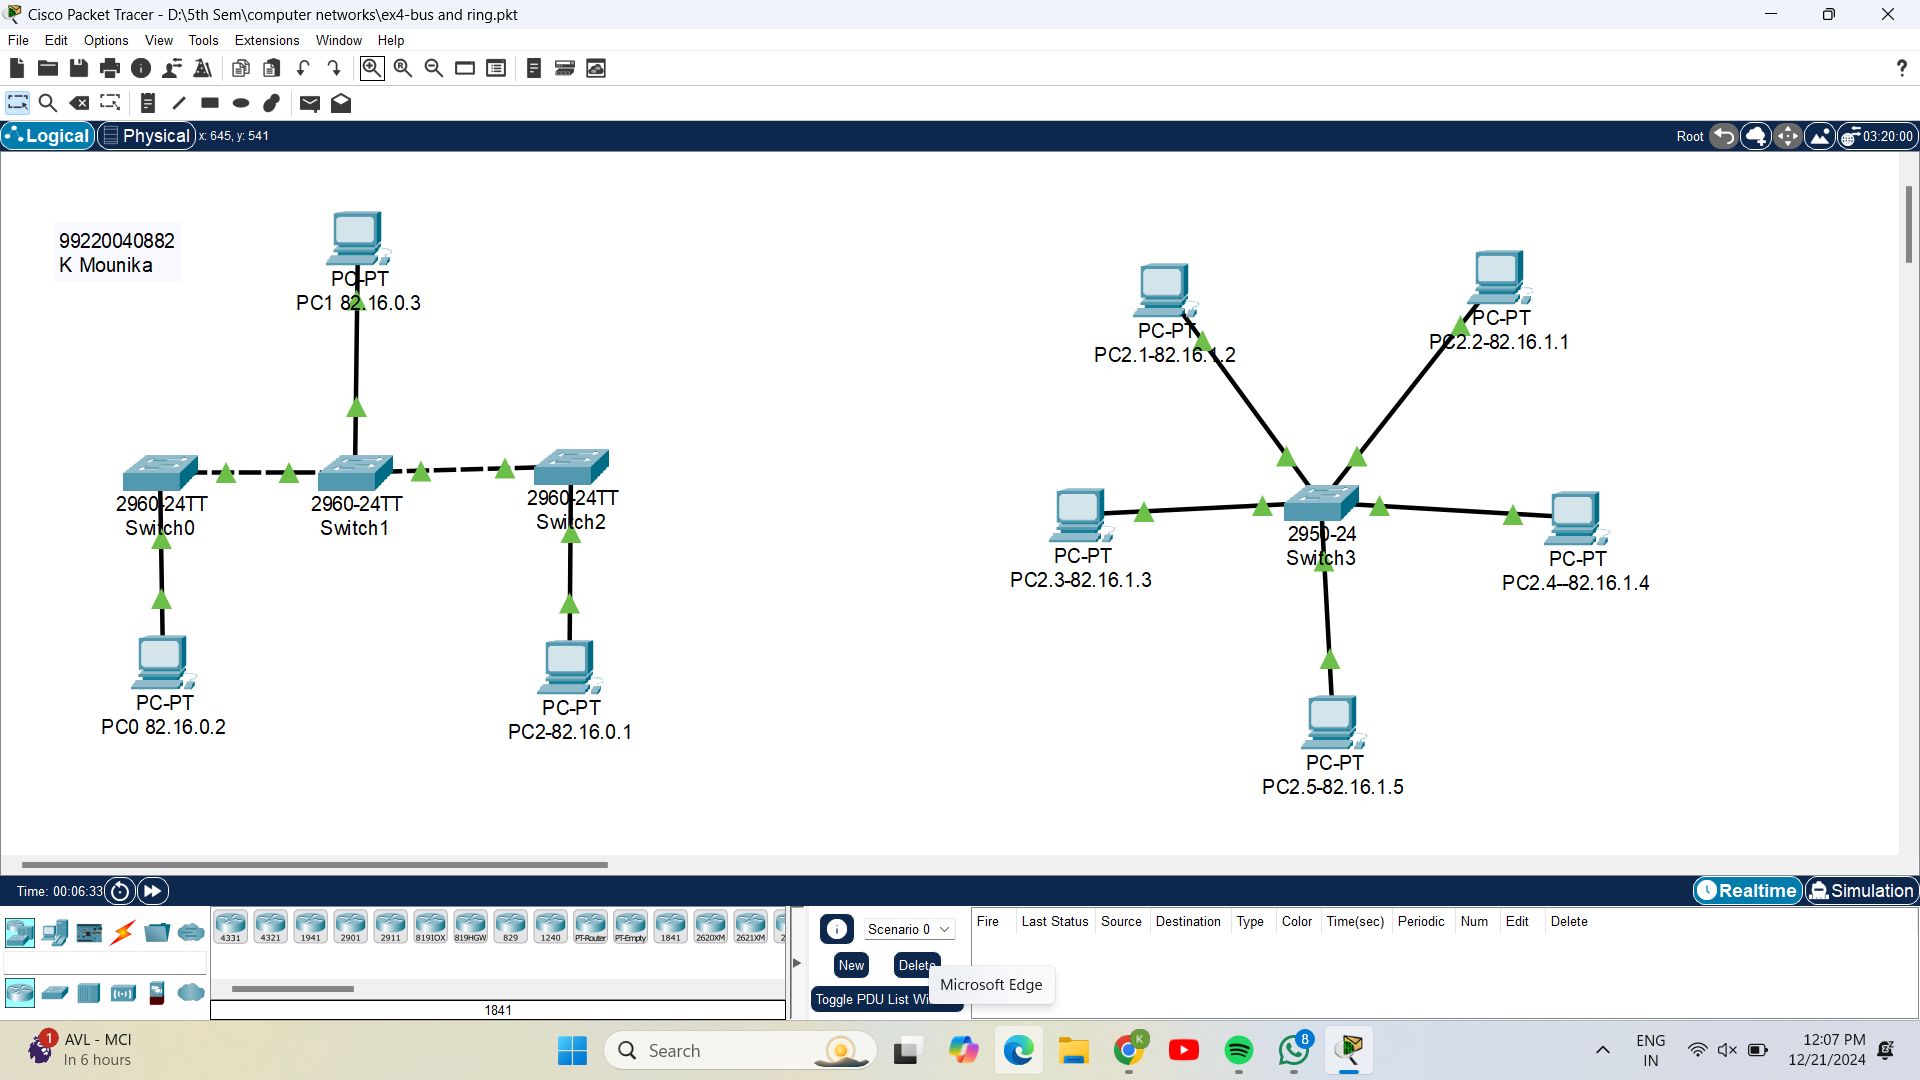 Cisco Packet Tracer - D:\5th Sem\computer networks\ex4-bus and ring.pkt
File Edit Options View Tools Extensions Window Help
?
Logical Physical x: 645, y: 541 Root 03:20:00
99220040882
K Mounika
PC-PT
PC1 82.16.0.3
PC-PT
PC2.1-82.16.1.2
PC-PT
PC2.2-82.16.1.1
2960-24TT
Switch0
2960-24TT
Switch1
2960-24TT
Switch2
PC-PT
PC2.3-82.16.1.3
2950-24
Switch3
PC-PT
PC2.4--82.16.1.4
PC-PT
PC0 82.16.0.2
PC-PT
PC2-82.16.0.1
PC-PT
PC2.5-82.16.1.5
Time: 00:06:33 Realtime Simulation
4331 4321 1941 2901 2911 819IOX 819HGW 829 1240 PT-Router PT-Empty 1841 2620XM 2621XM 2
1841
Scenario 0
New Delete
Toggle PDU List Wi
Microsoft Edge
Fire Last Status Source Destination Type Color Time(sec) Periodic Num Edit Delete
1 AVL - MCI
In 6 hours
Search
K
8
ENG
IN
12:07 PM
12/21/2024